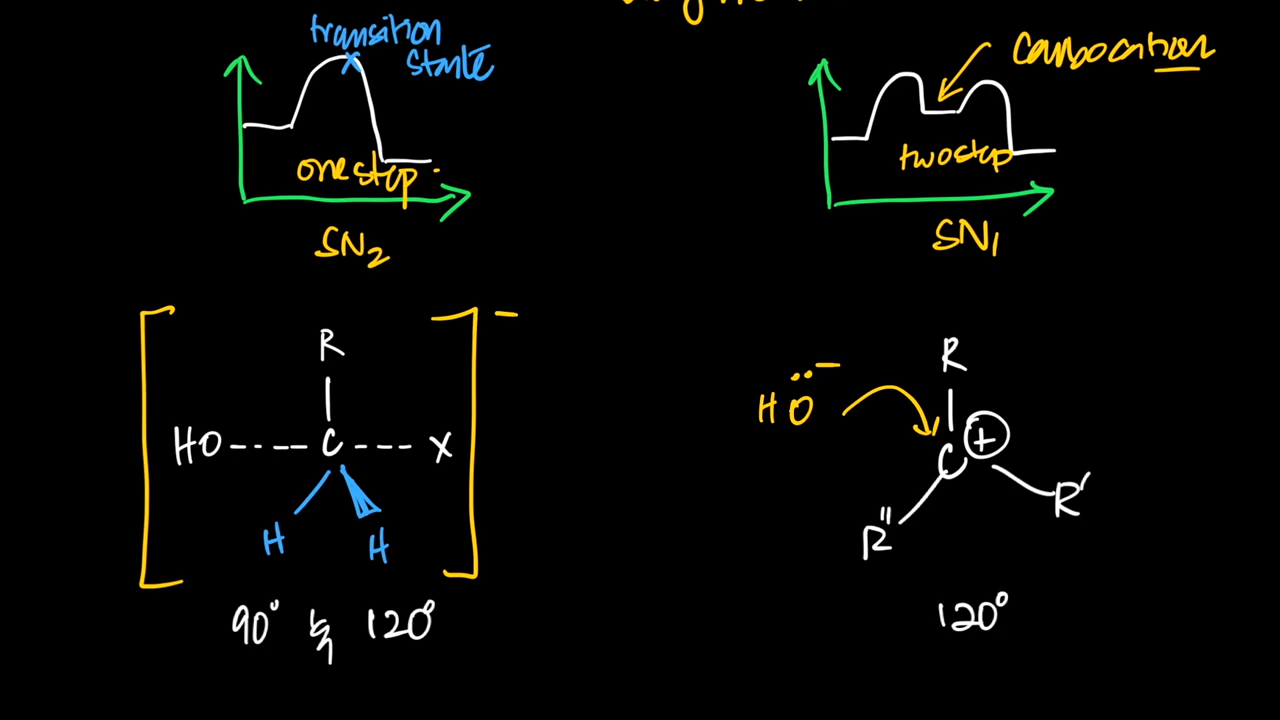 transition
state
one step
SN2
carbocation
two step
SN1
R
HO C X
H H
−
90° & 120°
HO −
R
C +
R'
R"
120°